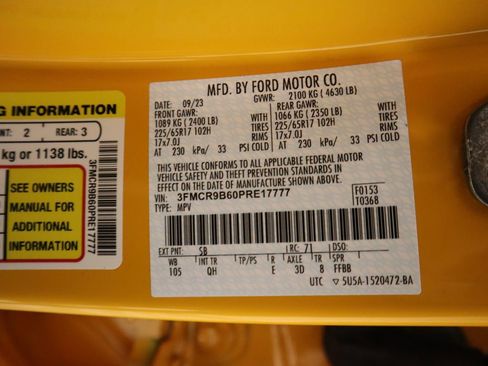 MFD. BY FORD MOTOR CO.
DATE: 09/23 GVWR: 2100 KG ( 4630 LB)
FRONT GAWR: REAR GAWR:
1089 KG ( 2400 LB) WITH 1066 KG ( 2350 LB) WITH
225/65R17 102H TIRES 225/65R17 102H TIRES
17x7.0J RIMS 17x7.0J RIMS
AT 230 kPa/ 33 PSI COLD AT 230 kPa/ 33 PSI COLD
THIS VEHICLE CONFORMS TO ALL APPLICABLE FEDERAL MOTOR
VEHICLE SAFETY AND THEFT PREVENTION STANDARDS IN
EFFECT ON THE DATE OF MANUFACTURE SHOWN ABOVE.
VIN: 3FMCR9B60PRE17777 F0153
TYPE: MPV T0368
EXT PNT: SB RC: 71 DSO:
WB INT TR TP/PS R AXLE TR SPR
105 QH E 3D 8 FFBB
UTC ▽ 5U5A-1520472-BA
G INFORMATION
NT: 2 REAR: 3
kg or 1138 lbs.
SEE OWNERS
MANUAL FOR
ADDITIONAL
INFORMATION
3FMCR9B60PRE17777